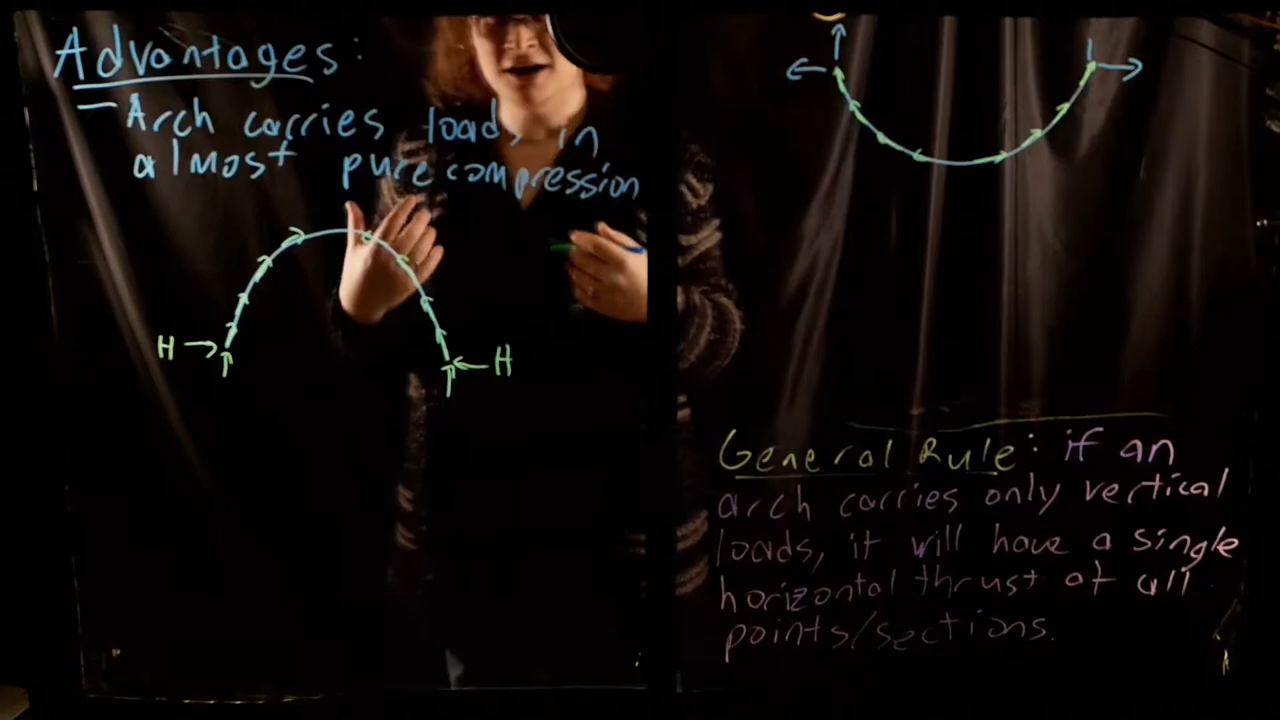 Advantages:
- Arch carries loads in
almost pure compression
H
H
General Rule: if an
arch carries only vertical
loads, it will have a single
horizontal thrust at all
points/sections.